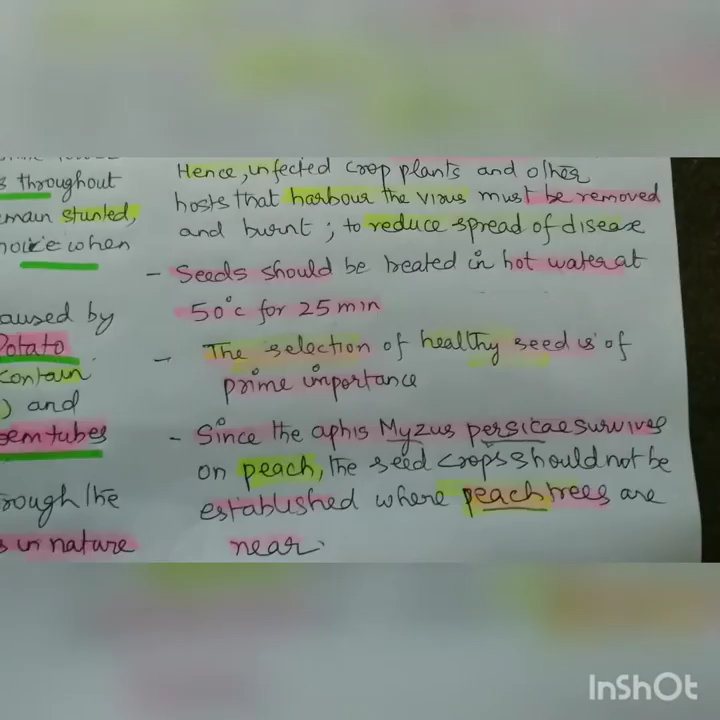 s throughout
emain stunted,
noice when
aused by
Potato
contain
) and
em tubes
rough the
s in nature
Hence, infected crop plants and other
hosts that harbour the virus must be removed
and burnt ; to reduce spread of disease
- Seeds should be treated in hot water at
50°c for 25 min
- The selection of healthy seed is of
prime importance
- Since the aphis Myzus persicae survives
on peach, the seed crops should not be
established where peach trees are
near.
InShOt